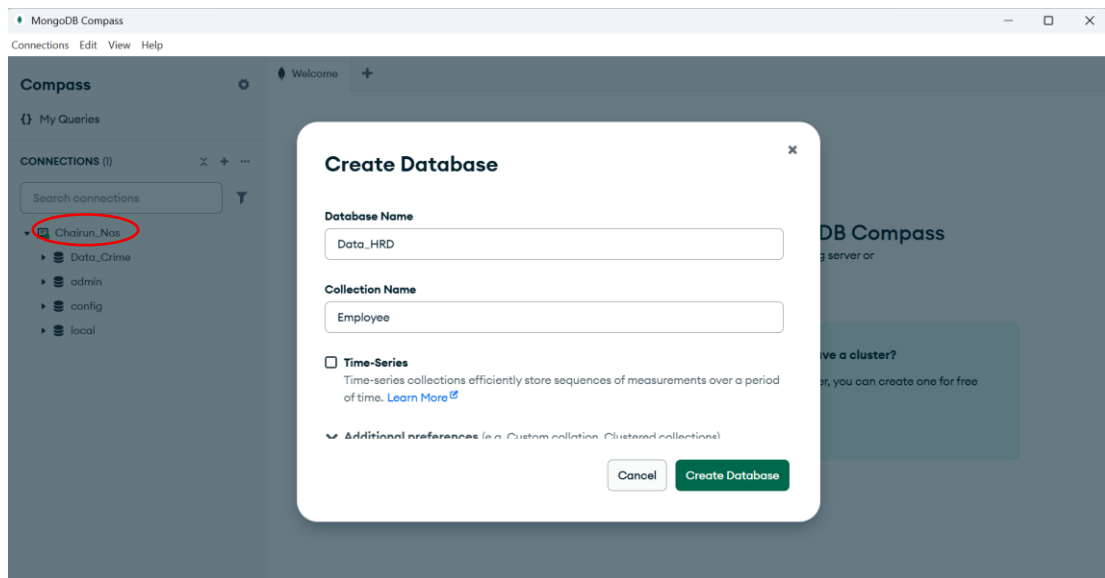 MongoDB Compass
Connections Edit View Help
Compass
{} My Queries
CONNECTIONS (1)
Search connections
Chairun_Nas
Data_Crime
admin
config
local
Welcome
DB Compass
g server or
ve a cluster?
er, you can create one for free
Create Database
Database Name
Data_HRD
Collection Name
Employee
Time-Series
Time-series collections efficiently store sequences of measurements over a period
of time. Learn More
Additional preferences (e.g. Custom collation, Clustered collections)
Cancel Create Database